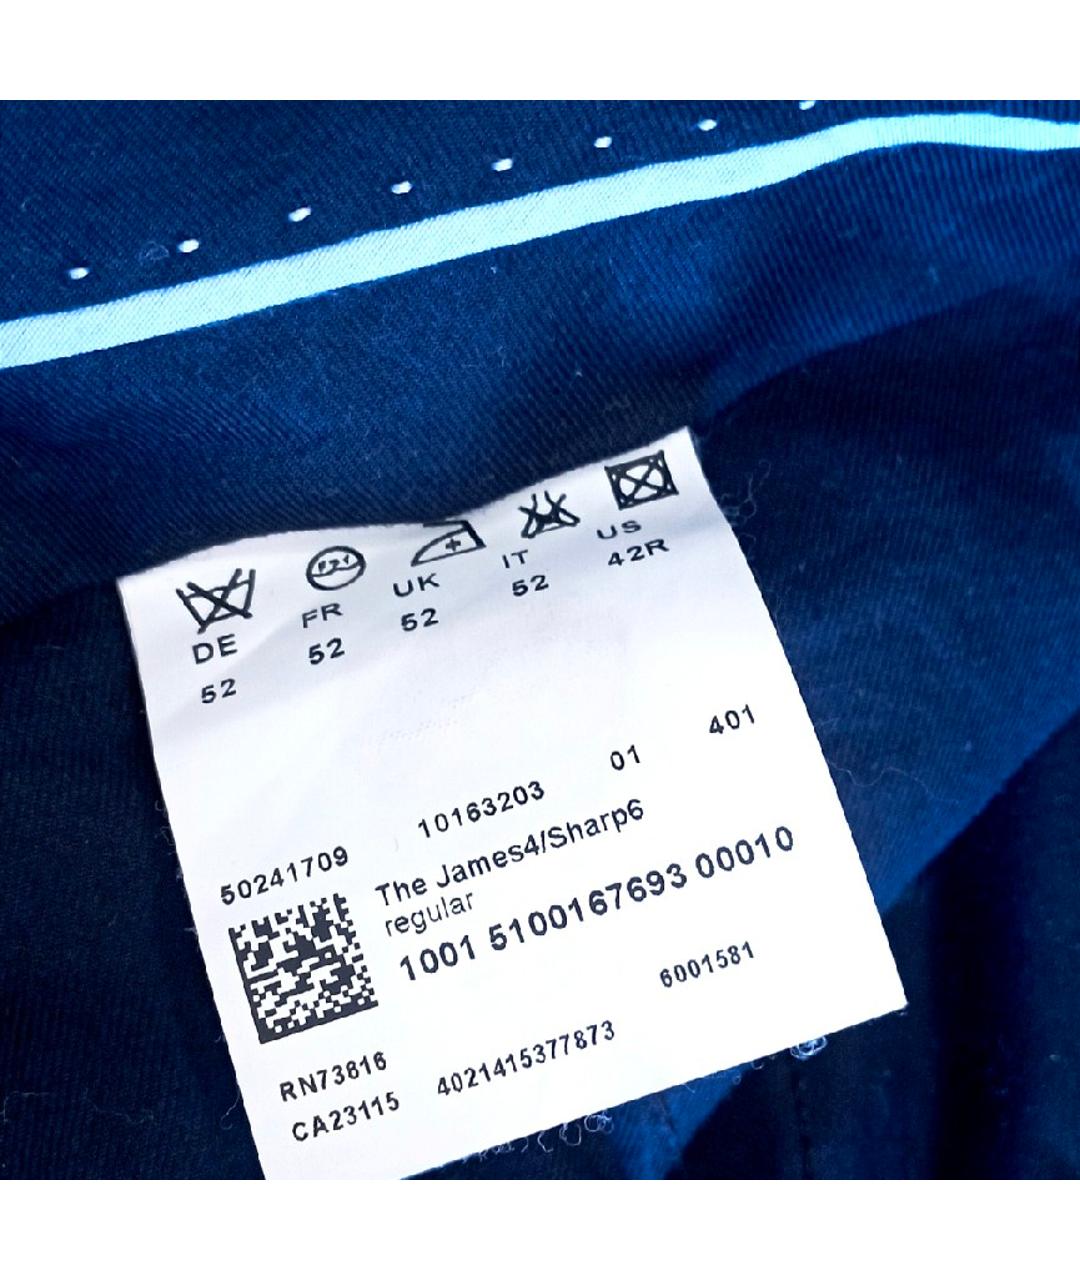 DE FR UK IT US
52 52 52 52 42R
50241709 10163203 01 401
The James4/Sharp6
regular
1001 5100167693 00010
6001581
RN73816
CA23115 4021415377873